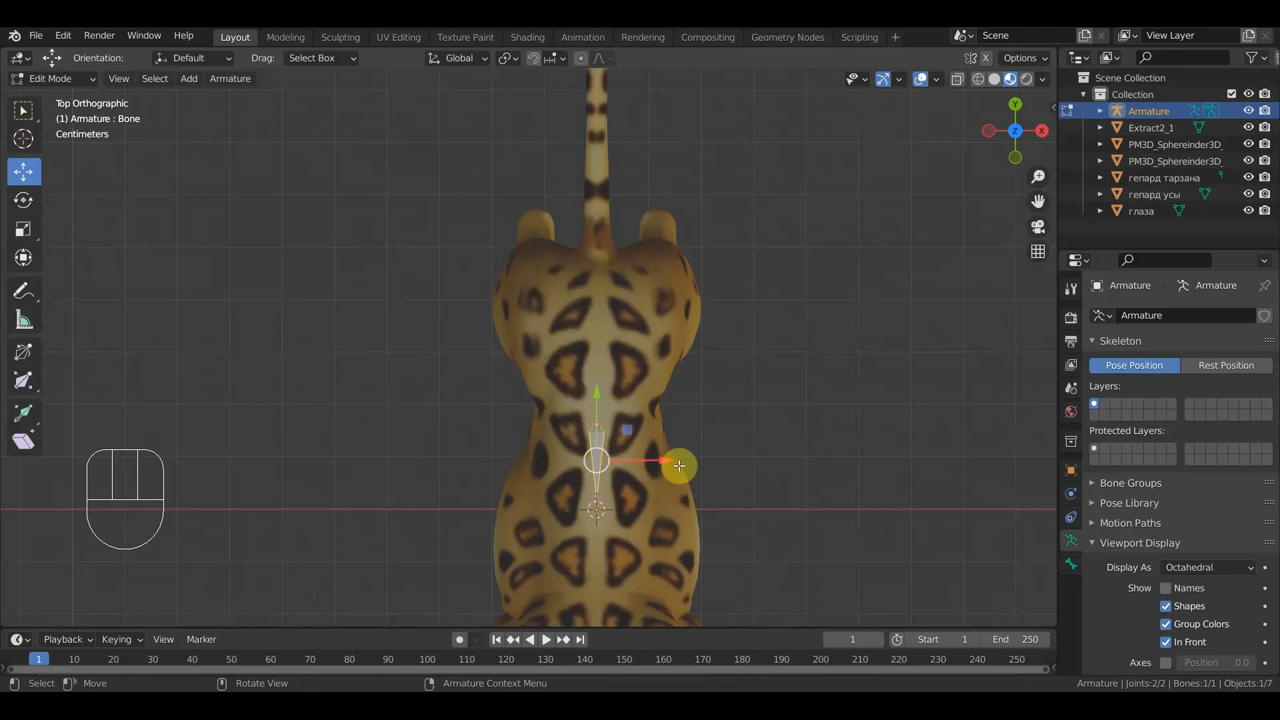 File Edit Render Window Help Layout Modeling Sculpting UV Editing Texture Paint Shading Animation Rendering Compositing Geometry Nodes Scripting + Scene View Layer
Orientation: Default Drag: Select Box Global Options
Edit Mode View Select Add Armature
Top Orthographic
(1) Armature : Bone
Centimeters
Y
Z
X
Scene Collection
Collection
Armature
Extract2_1
PM3D_Sphereinder3D_
PM3D_Sphereinder3D_
гепард тарзана
гепард усы
глаза
Armature Armature
Armature
Skeleton
Pose Position Rest Position
Layers:
Protected Layers:
Bone Groups
Pose Library
Motion Paths
Viewport Display
Display As Octahedral
Show Names
Shapes
Group Colors
In Front
Axes Position 0.0
Playback Keying View Marker 1 Start 1 End 250
1 10 20 30 40 50 60 70 80 90 100 110 120 130 140 150 160 170 180 190 200 210 220 230 240 250
Select Move Rotate View Armature Context Menu Armature | Joints:2/2 | Bones:1/1 | Objects:1/7